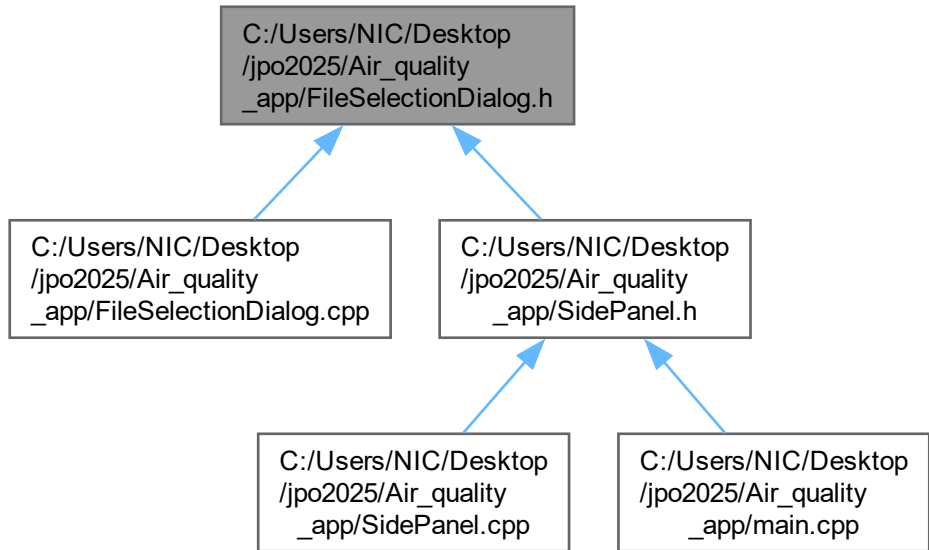 C:/Users/NIC/Desktop
/jpo2025/Air_quality
_app/FileSelectionDialog.h
C:/Users/NIC/Desktop
/jpo2025/Air_quality
_app/FileSelectionDialog.cpp
C:/Users/NIC/Desktop
/jpo2025/Air_quality
_app/SidePanel.h
C:/Users/NIC/Desktop
/jpo2025/Air_quality
_app/SidePanel.cpp
C:/Users/NIC/Desktop
/jpo2025/Air_quality
_app/main.cpp